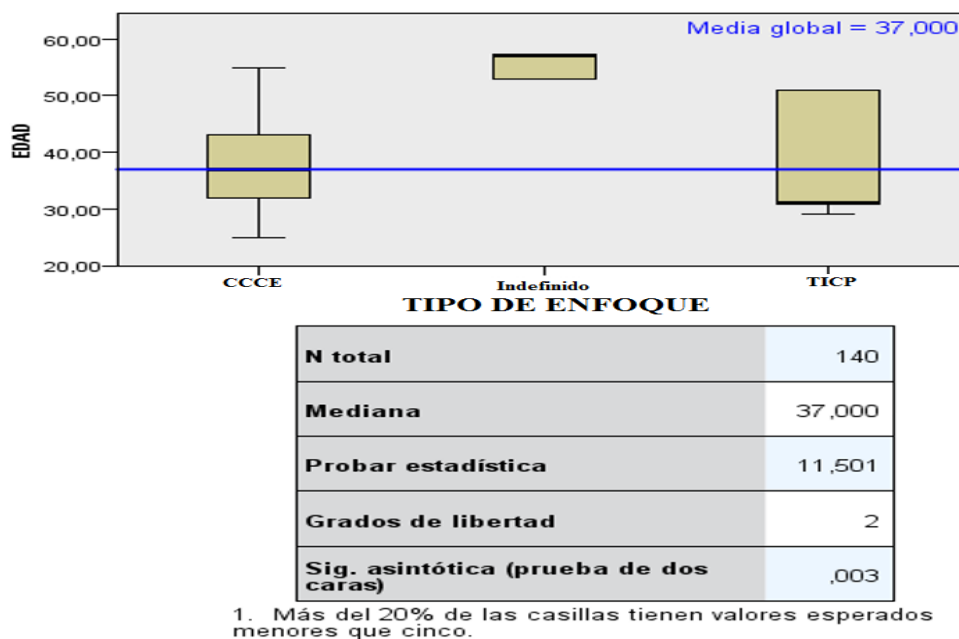 Media global = 37,000
60,00
50,00
40,00
30,00
20,00
EDAD
CCCE
Indefinido
TICP
TIPO DE ENFOQUE
N total 140
Mediana 37,000
Probar estadística 11,501
Grados de libertad 2
Sig. asintótica (prueba de dos
caras) ,003
1. Más del 20% de las casillas tienen valores esperados
menores que cinco.